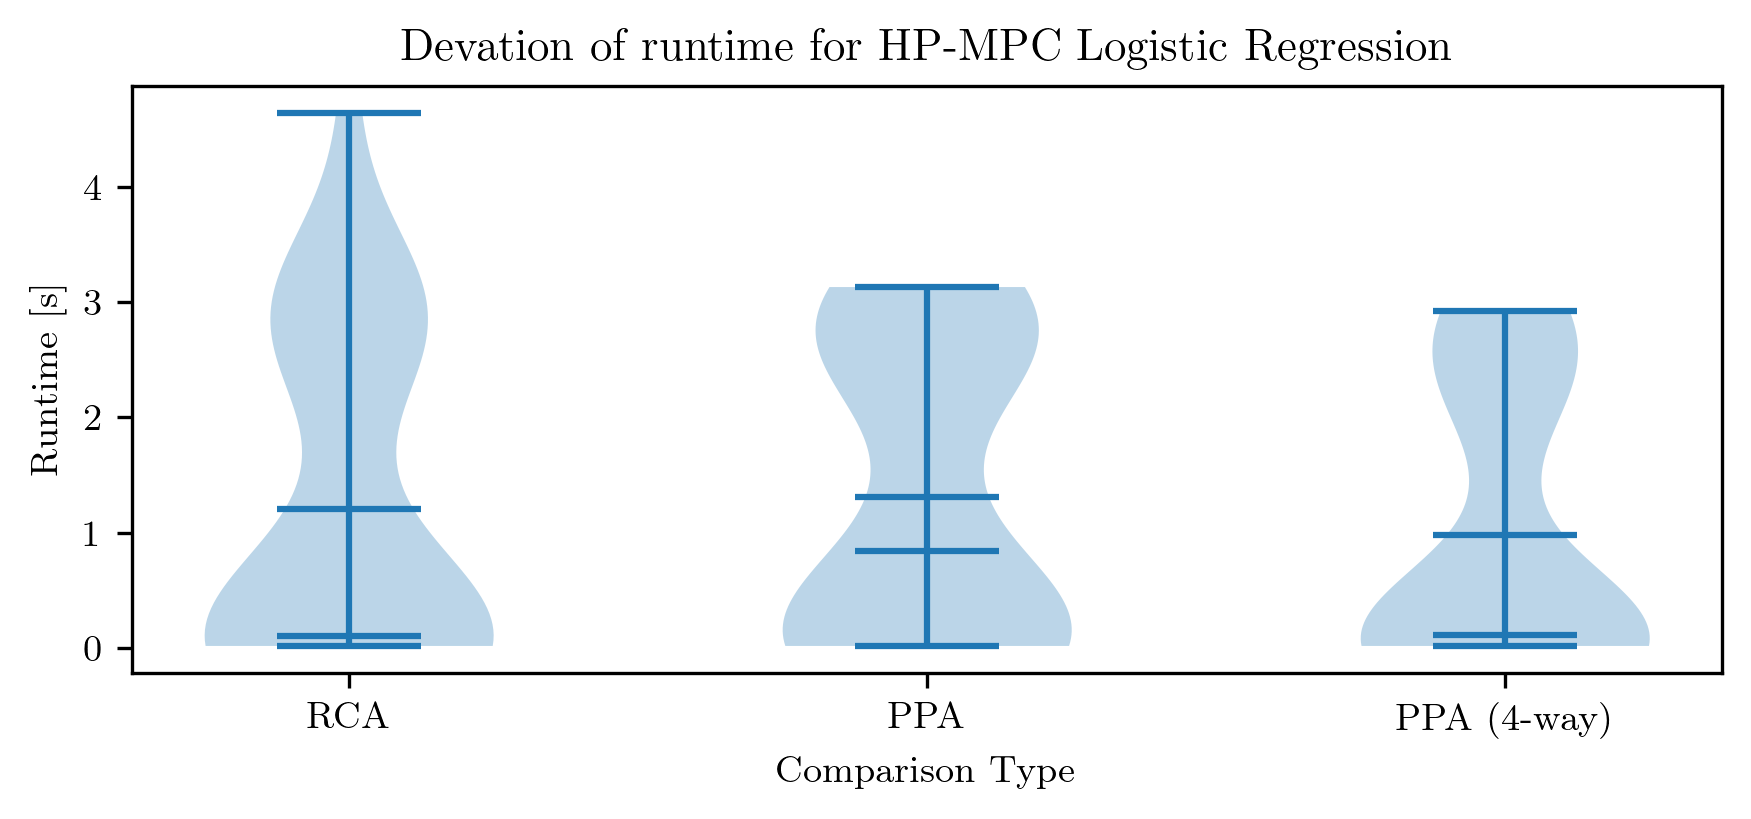 Devation of runtime for HP-MPC Logistic Regression
Runtime [s]
4
3
2
1
0
RCA
PPA
PPA (4-way)
Comparison Type